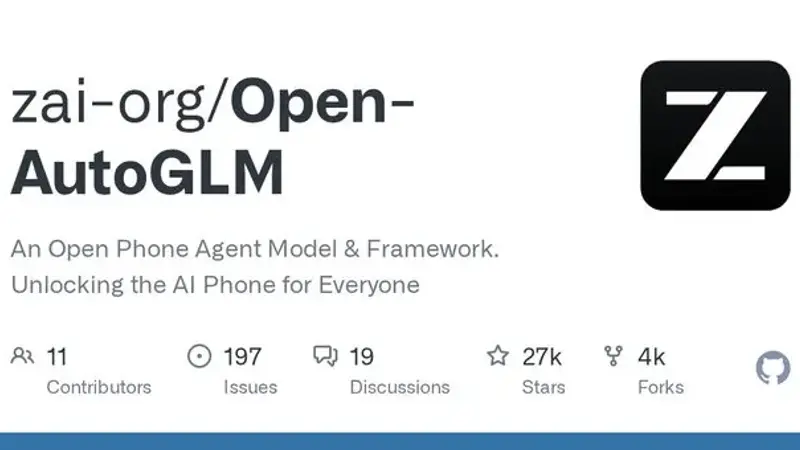 zai-org/Open-
AutoGLM
An Open Phone Agent Model & Framework.
Unlocking the AI Phone for Everyone
11 197 19 27k 4k
Contributors Issues Discussions Stars Forks